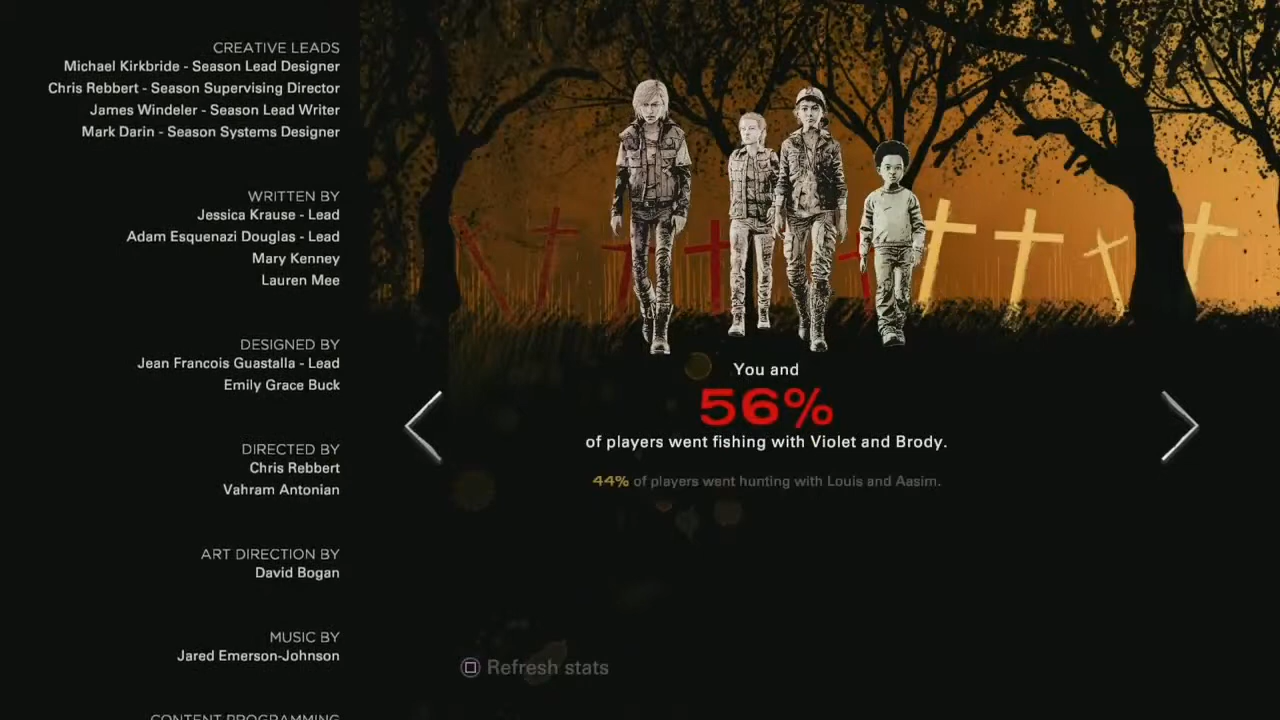 CREATIVE LEADS
Michael Kirkbride - Season Lead Designer
Chris Rebbert - Season Supervising Director
James Windeler - Season Lead Writer
Mark Darin - Season Systems Designer
WRITTEN BY
Jessica Krause - Lead
Adam Esquenazi Douglas - Lead
Mary Kenney
Lauren Mee
DESIGNED BY
Jean Francois Guastalla - Lead
Emily Grace Buck
DIRECTED BY
Chris Rebbert
Vahram Antonian
ART DIRECTION BY
David Bogan
MUSIC BY
Jared Emerson-Johnson
CONTENT PROGRAMMING
You and
56%
of players went fishing with Violet and Brody.
44% of players went hunting with Louis and Aasim.
Refresh stats